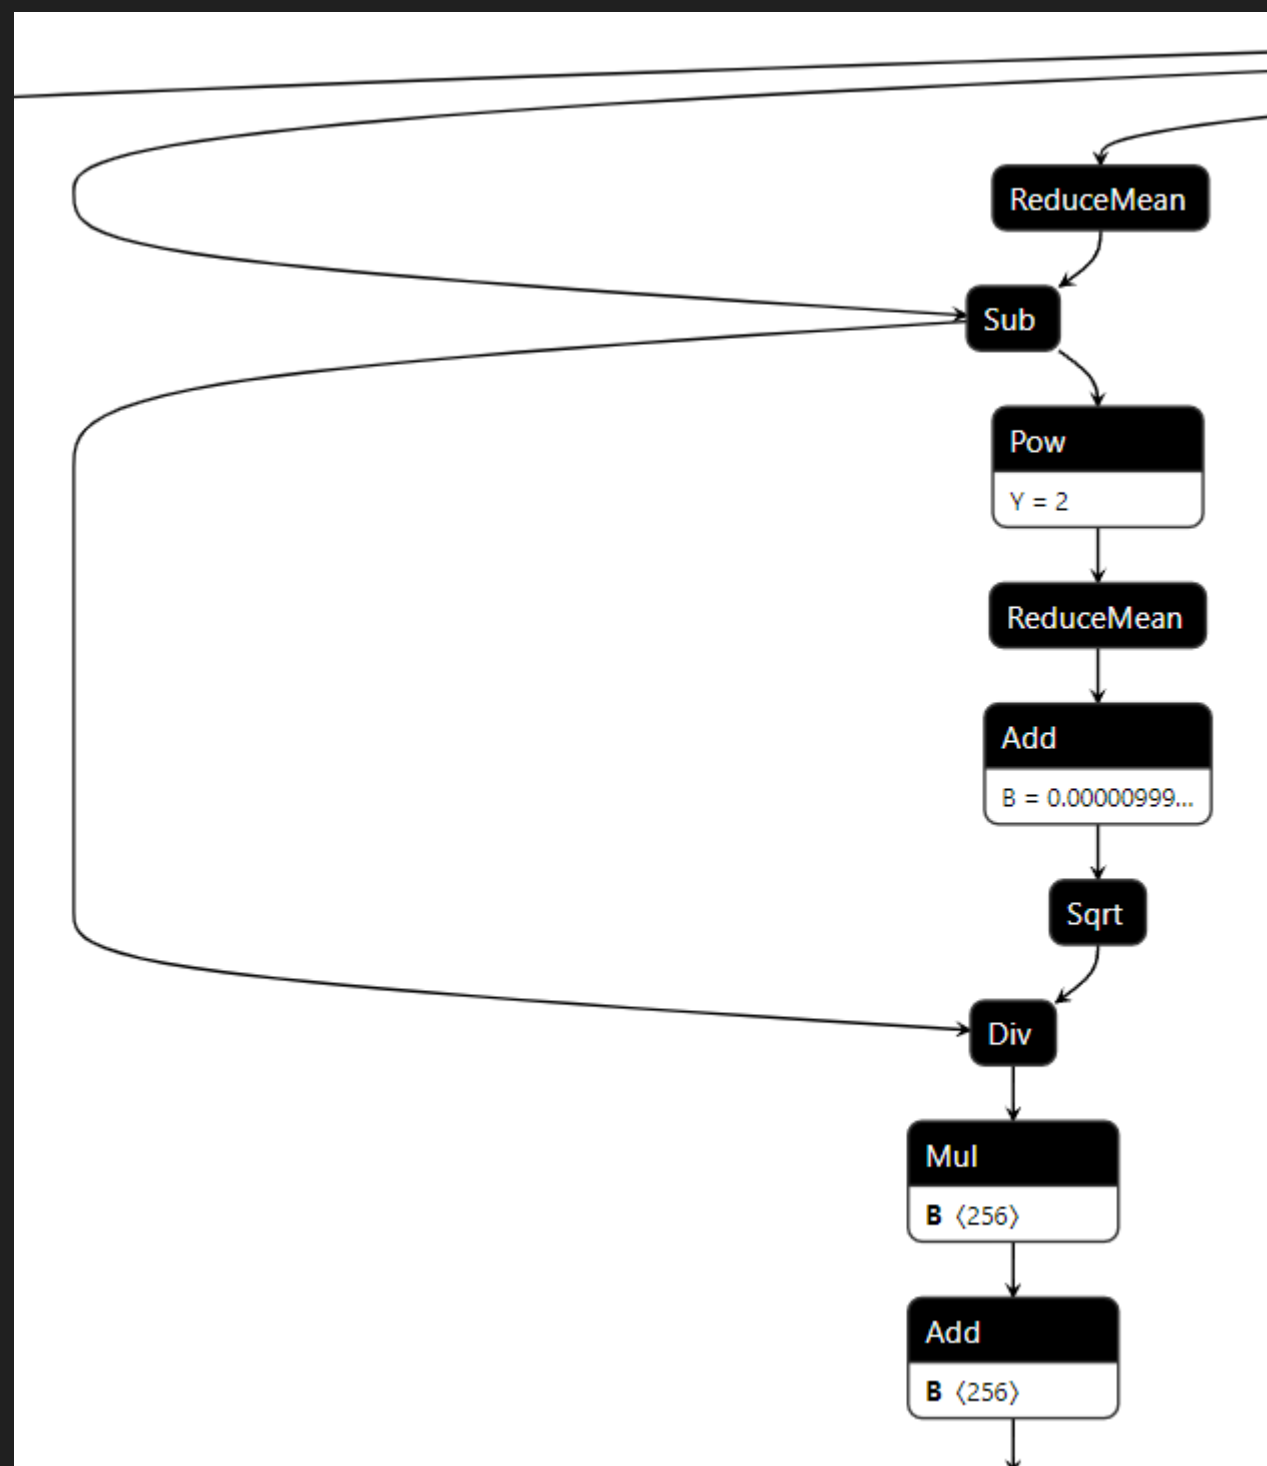 ReduceMean
Sub
Pow
Y = 2
ReduceMean
Add
B = 0.00000999...
Sqrt
Div
Mul
B ⟨256⟩
Add
B ⟨256⟩